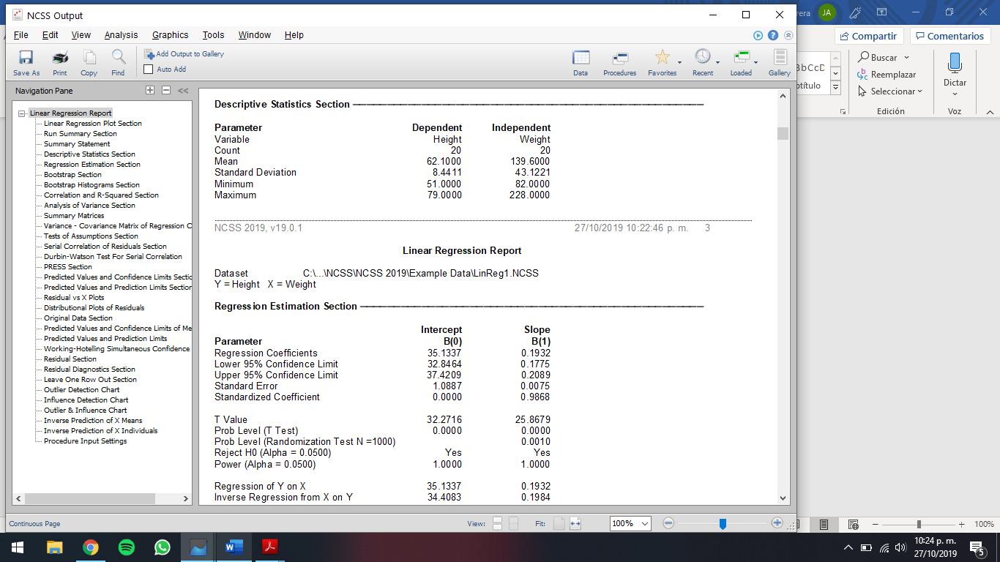 NCSS Output
rera JA
File Edit View Analysis Graphics Tools Window Help
Compartir Comentarios
Save As Print Copy Find
Add Output to Gallery
Auto Add
Data Procedures Favorites Recent Loaded Gallery
BbCcD
btítulo
Buscar
Reemplazar
Seleccionar
Edición
Dictar
Voz
Navigation Pane
Linear Regression Report
Linear Regression Plot Section
Run Summary Section
Summary Statement
Descriptive Statistics Section
Regression Estimation Section
Bootstrap Section
Bootstrap Histograms Section
Correlation and R-Squared Section
Analysis of Variance Section
Summary Matrices
Variance - Covariance Matrix of Regression C
Tests of Assumptions Section
Serial Correlation of Residuals Section
Durbin-Watson Test For Serial Correlation
PRESS Section
Predicted Values and Confidence Limits Sectio
Predicted Values and Prediction Limits Section
Residual vs X Plots
Distributional Plots of Residuals
Original Data Section
Predicted Values and Confidence Limits of Me
Predicted Values and Prediction Limits
Working-Hotelling Simultaneous Confidence
Residual Section
Residual Diagnostics Section
Leave One Row Out Section
Outlier Detection Chart
Influence Detection Chart
Outlier & Influence Chart
Inverse Prediction of X Means
Inverse Prediction of X Individuals
Procedure Input Settings
Descriptive Statistics Section
Parameter Dependent Independent
Variable Height Weight
Count 20 20
Mean 62.1000 139.6000
Standard Deviation 8.4411 43.1221
Minimum 51.0000 82.0000
Maximum 79.0000 228.0000
NCSS 2019, v19.0.1 27/10/2019 10:22:46 p. m. 3
Linear Regression Report
Dataset C:\...\NCSS\NCSS 2019\Example Data\LinReg1.NCSS
Y = Height X = Weight
Regression Estimation Section
Intercept Slope
Parameter B(0) B(1)
Regression Coefficients 35.1337 0.1932
Lower 95% Confidence Limit 32.8464 0.1775
Upper 95% Confidence Limit 37.4209 0.2089
Standard Error 1.0887 0.0075
Standardized Coefficient 0.0000 0.9868
T Value 32.2716 25.8679
Prob Level (T Test) 0.0000 0.0000
Prob Level (Randomization Test N =1000) 0.0010
Reject H0 (Alpha = 0.0500) Yes Yes
Power (Alpha = 0.0500) 1.0000 1.0000
Regression of Y on X 35.1337 0.1932
Inverse Regression from X on Y 34.4083 0.1984
Continuous Page View: Fit: 100%
100%
10:24 p. m.
27/10/2019
5